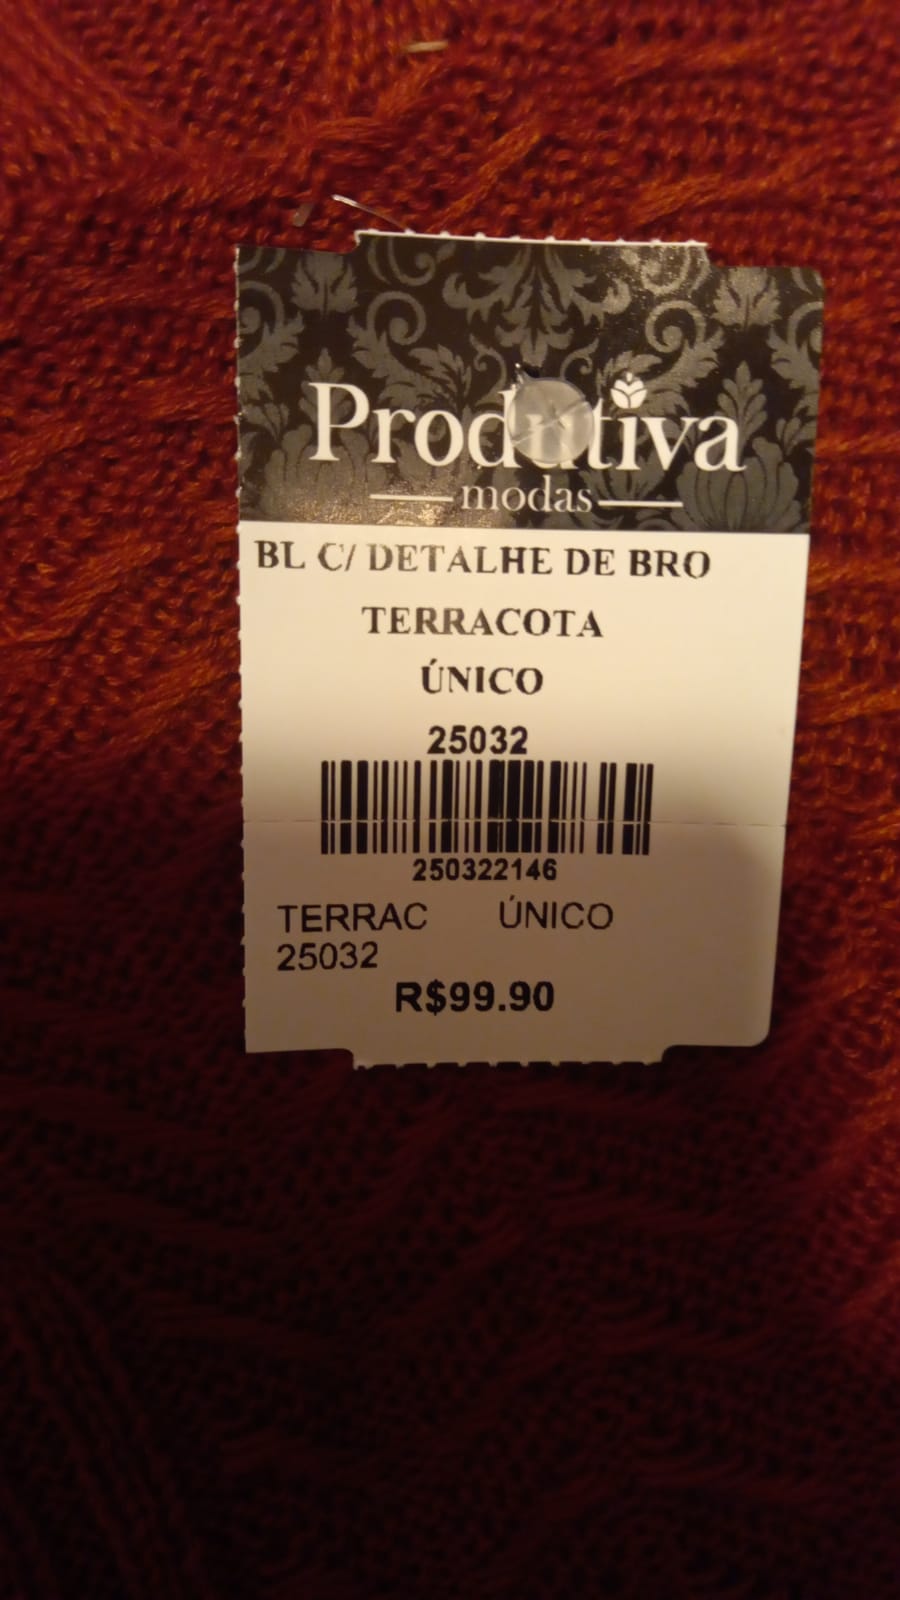 Produtiva
modas
BL C/ DETALHE DE BRO
TERRACOTA
ÚNICO
25032
250322146
TERRAC ÚNICO
25032
R$99.90